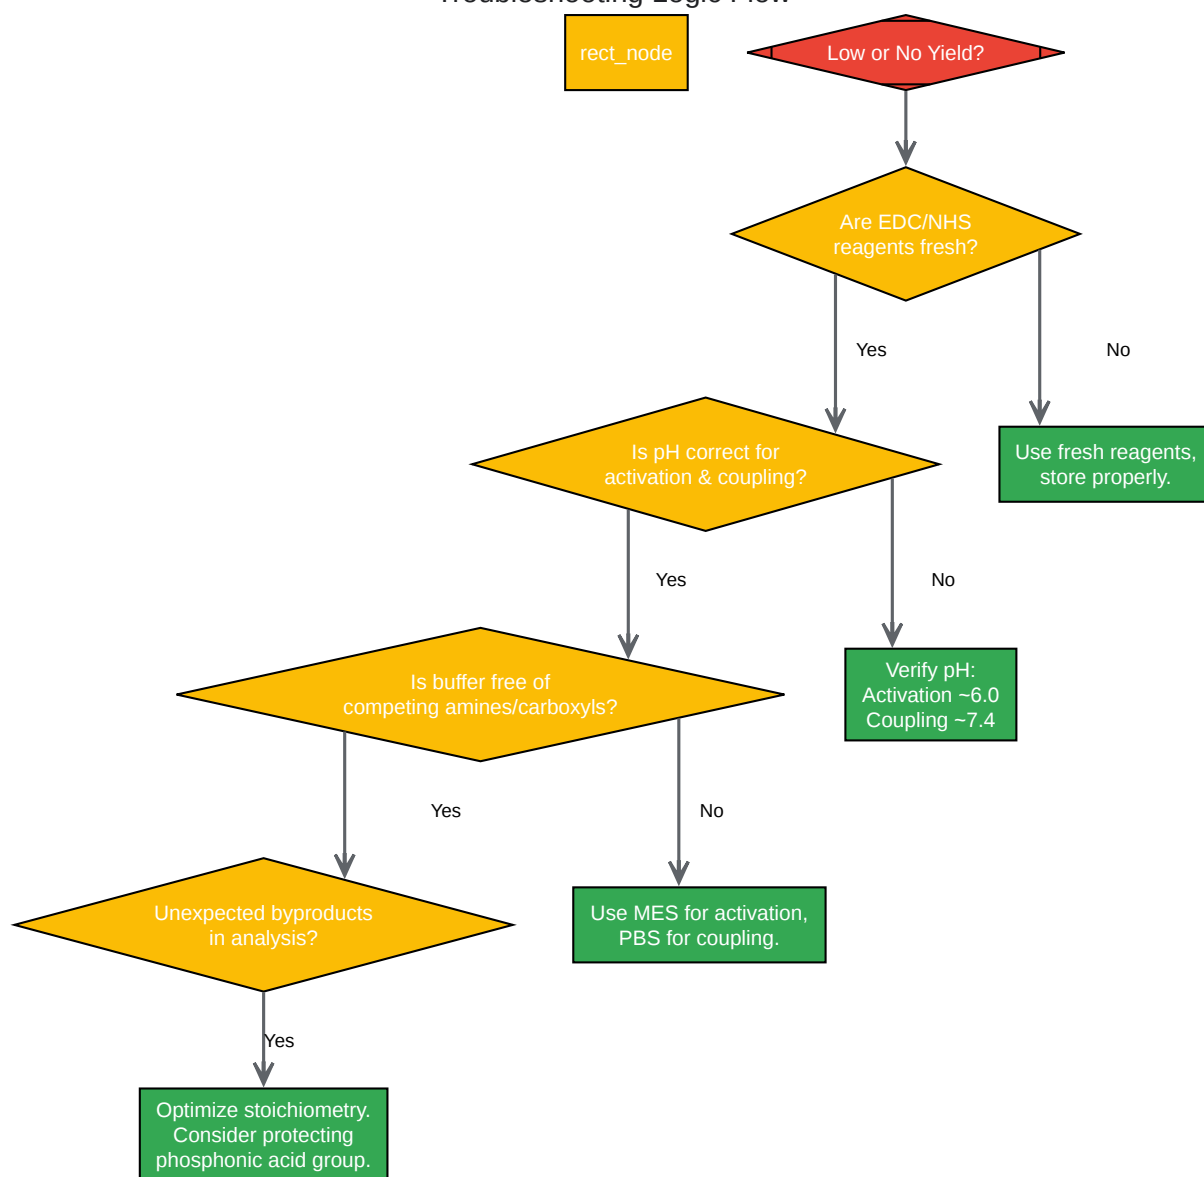 Troubleshooting Logic Flow
rect_node
Low or No Yield?
Are EDC/NHS
reagents fresh?
Yes
No
Is pH correct for
activation & coupling?
Use fresh reagents,
store properly.
Yes
No
Is buffer free of
competing amines/carboxyls?
Verify pH:
Activation ~6.0
Coupling ~7.4
Yes
No
Unexpected byproducts
in analysis?
Use MES for activation,
PBS for coupling.
Yes
Optimize stoichiometry.
Consider protecting
phosphonic acid group.